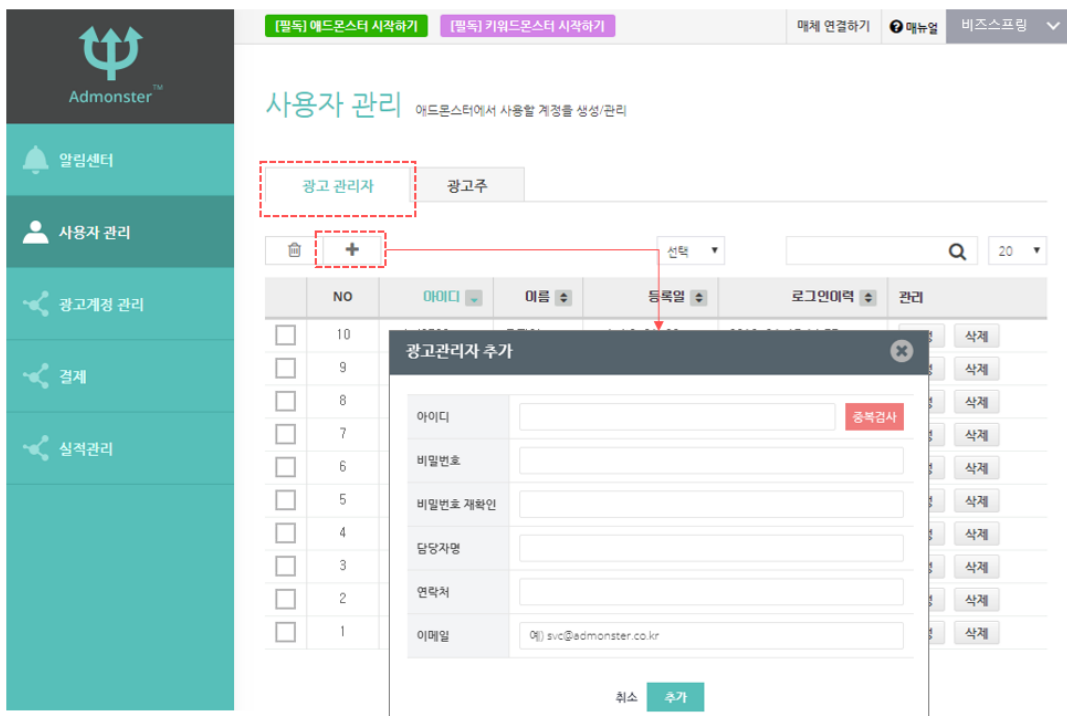 [필독] 애드몬스터 시작하기 [필독] 키워드몬스터 시작하기 매체 연결하기 ? 매뉴얼 비즈스프링
Admonster™
사용자 관리 애드몬스터에서 사용할 계정을 생성/관리
알림센터
사용자 관리
광고계정 관리
결제
실적관리
광고 관리자 광고주
+ 선택 20
NO 아이디 이름 등록일 로그인이력 관리
10 삭제
9 삭제
8 삭제
7 삭제
6 삭제
5 삭제
4 삭제
3 삭제
2 삭제
1 삭제
광고관리자 추가
아이디 중복검사
비밀번호
비밀번호 재확인
담당자명
연락처
이메일 예) svc@admonster.co.kr
취소 추가